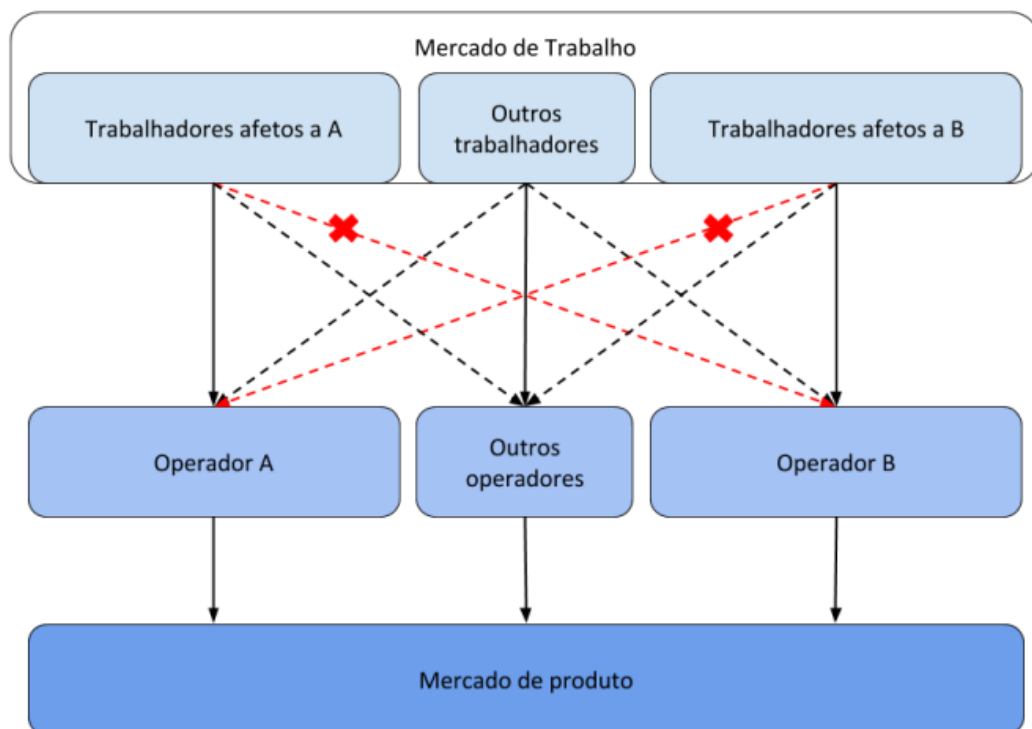 Mercado de Trabalho
Trabalhadores afetos a A
Outros
trabalhadores
Trabalhadores afetos a B
Operador A
Outros
operadores
Operador B
Mercado de produto